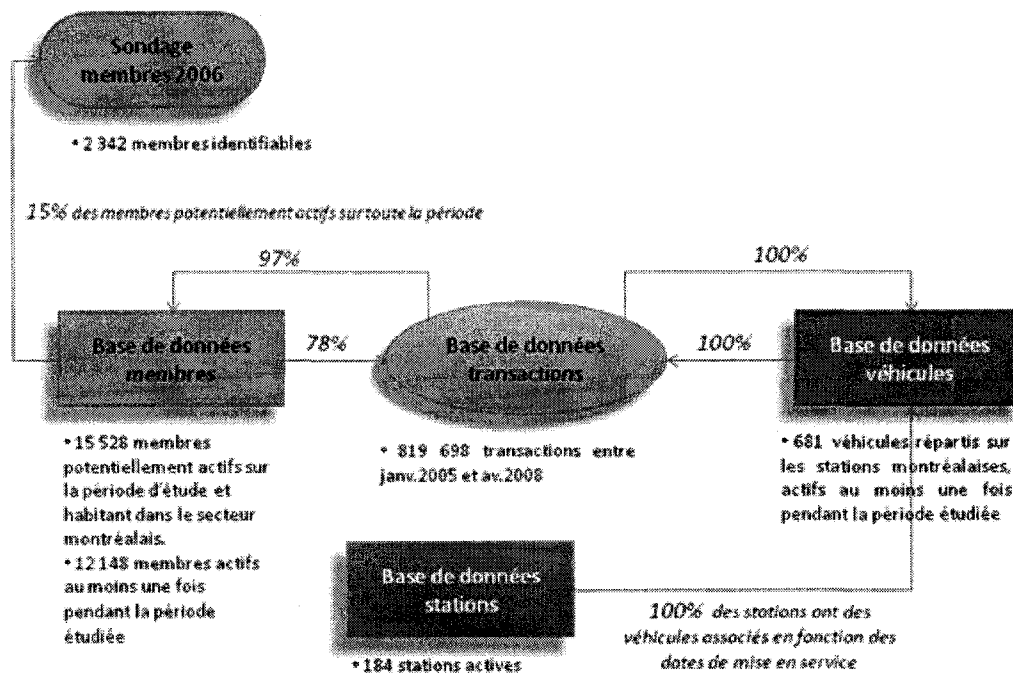 Sondage
membres 2006
• 2 342 membres identifiables
15% des membres potentiellement actifs sur toute la période
97%
100%
Base de données
membres
78%
Base de données
transactions
100%
Base de données
véhicules
• 15 528 membres
potentiellement actifs sur
la période d'étude et
habitant dans le secteur
montréalais.
• 12 148 membres actifs
au moins une fois
pendant la période
étudiée
• 819 698 transactions entre
janv.2005 et av.2008
• 681 véhicules répartis sur
les stations montréalaises,
actifs au moins une fois
pendant la période étudiée
Base de données
stations
• 184 stations actives
100% des stations ont des
véhicules associés en fonction des
dates de mise en service